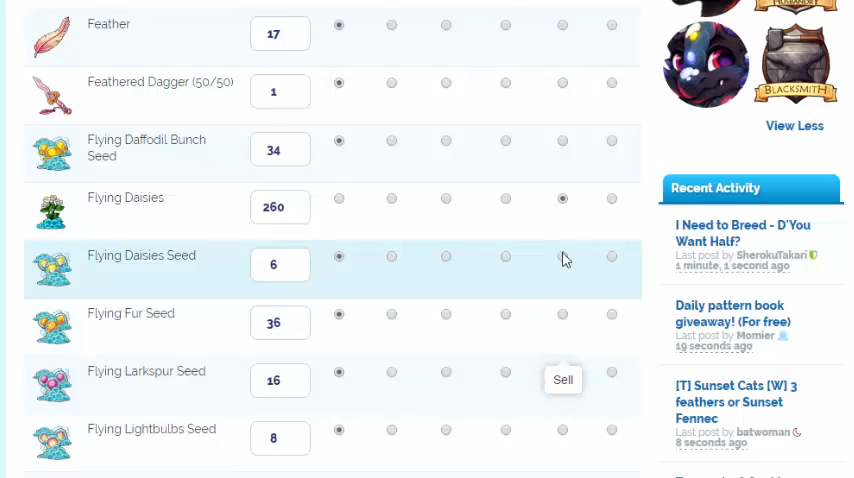 Feather
17
Feathered Dagger (50/50)
1
Flying Daffodil Bunch
Seed
34
Flying Daisies
260
Flying Daisies Seed
6
Flying Fur Seed
36
Flying Larkspur Seed
16
Sell
Flying Lightbulbs Seed
8
HUSBANDRY
BLACKSMITH
View Less
Recent Activity
I Need to Breed - D'You
Want Half?
Last post by SherokuTakari
1 minute, 1 second ago
Daily pattern book
giveaway! (For free)
Last post by Momier
19 seconds ago
[T] Sunset Cats [W] 3
feathers or Sunset
Fennec
Last post by batwoman
8 seconds ago